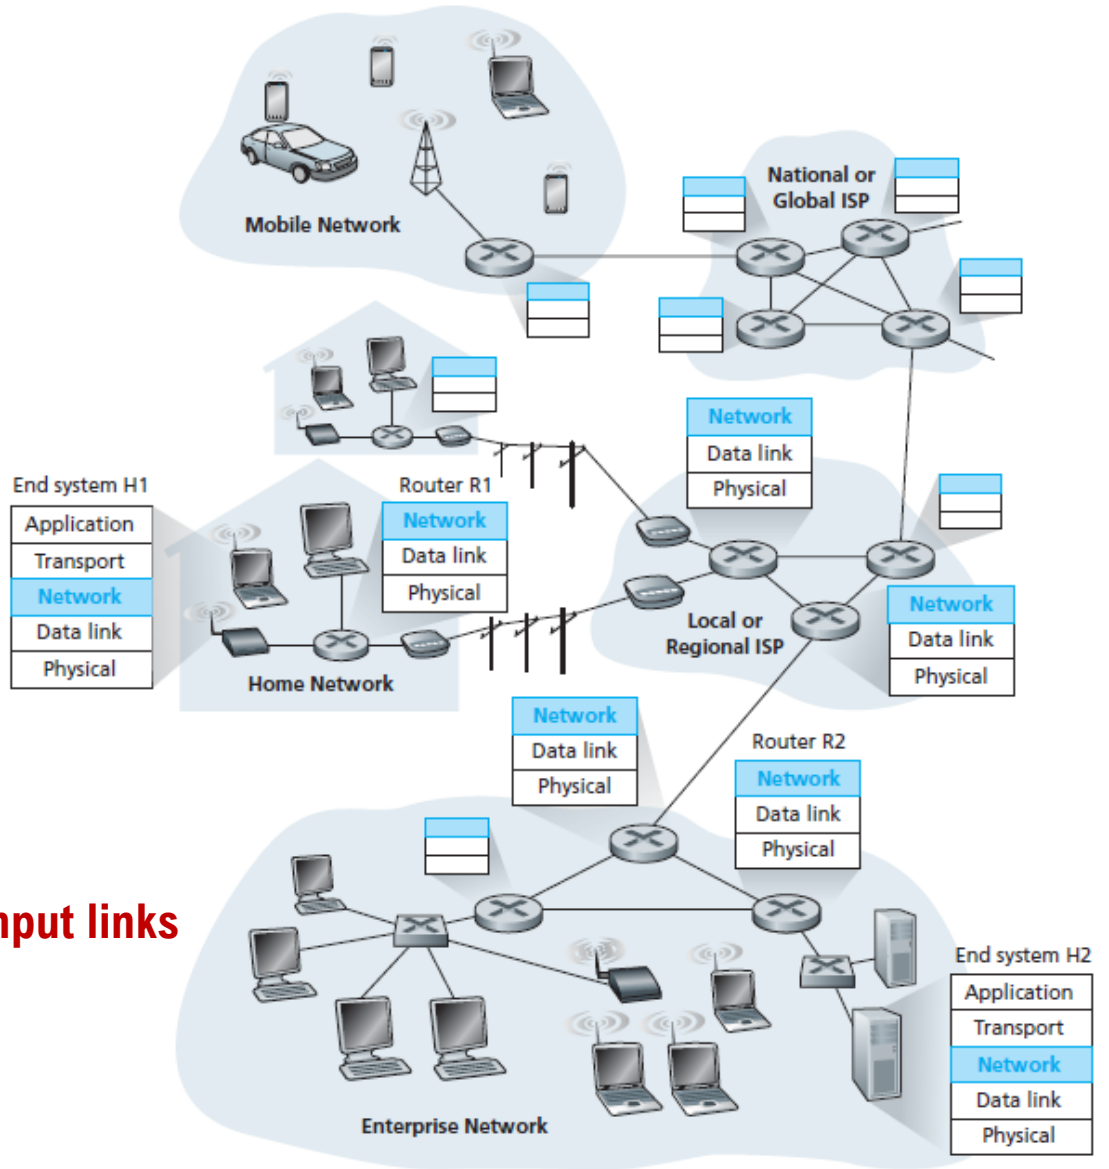 National or
Global ISP
Mobile Network
Network
Data link
Physical
End system H1
Application
Transport
Network
Data link
Physical
Router R1
Network
Data link
Physical
Home Network
Local or
Regional ISP
Network
Data link
Physical
Network
Data link
Physical
Router R2
Network
Data link
Physical
input links
End system H2
Application
Transport
Network
Data link
Physical
Enterprise Network